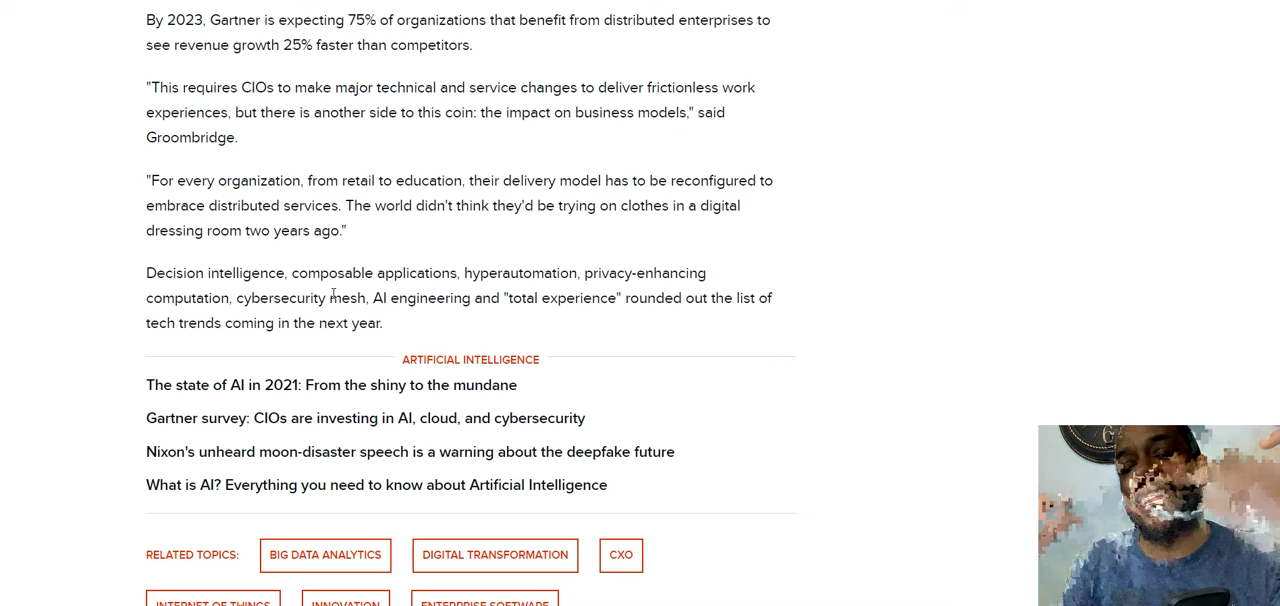 By 2023, Gartner is expecting 75% of organizations that benefit from distributed enterprises to
see revenue growth 25% faster than competitors.
"This requires CIOs to make major technical and service changes to deliver frictionless work
experiences, but there is another side to this coin: the impact on business models," said
Groombridge.
"For every organization, from retail to education, their delivery model has to be reconfigured to
embrace distributed services. The world didn't think they'd be trying on clothes in a digital
dressing room two years ago."
Decision intelligence, composable applications, hyperautomation, privacy-enhancing
computation, cybersecurity mesh, AI engineering and "total experience" rounded out the list of
tech trends coming in the next year.
ARTIFICIAL INTELLIGENCE
The state of AI in 2021: From the shiny to the mundane
Gartner survey: CIOs are investing in AI, cloud, and cybersecurity
Nixon's unheard moon-disaster speech is a warning about the deepfake future
What is AI? Everything you need to know about Artificial Intelligence
RELATED TOPICS: BIG DATA ANALYTICS DIGITAL TRANSFORMATION CXO
INTERNET OF THINGS INNOVATION ENTERPRISE SOFTWARE